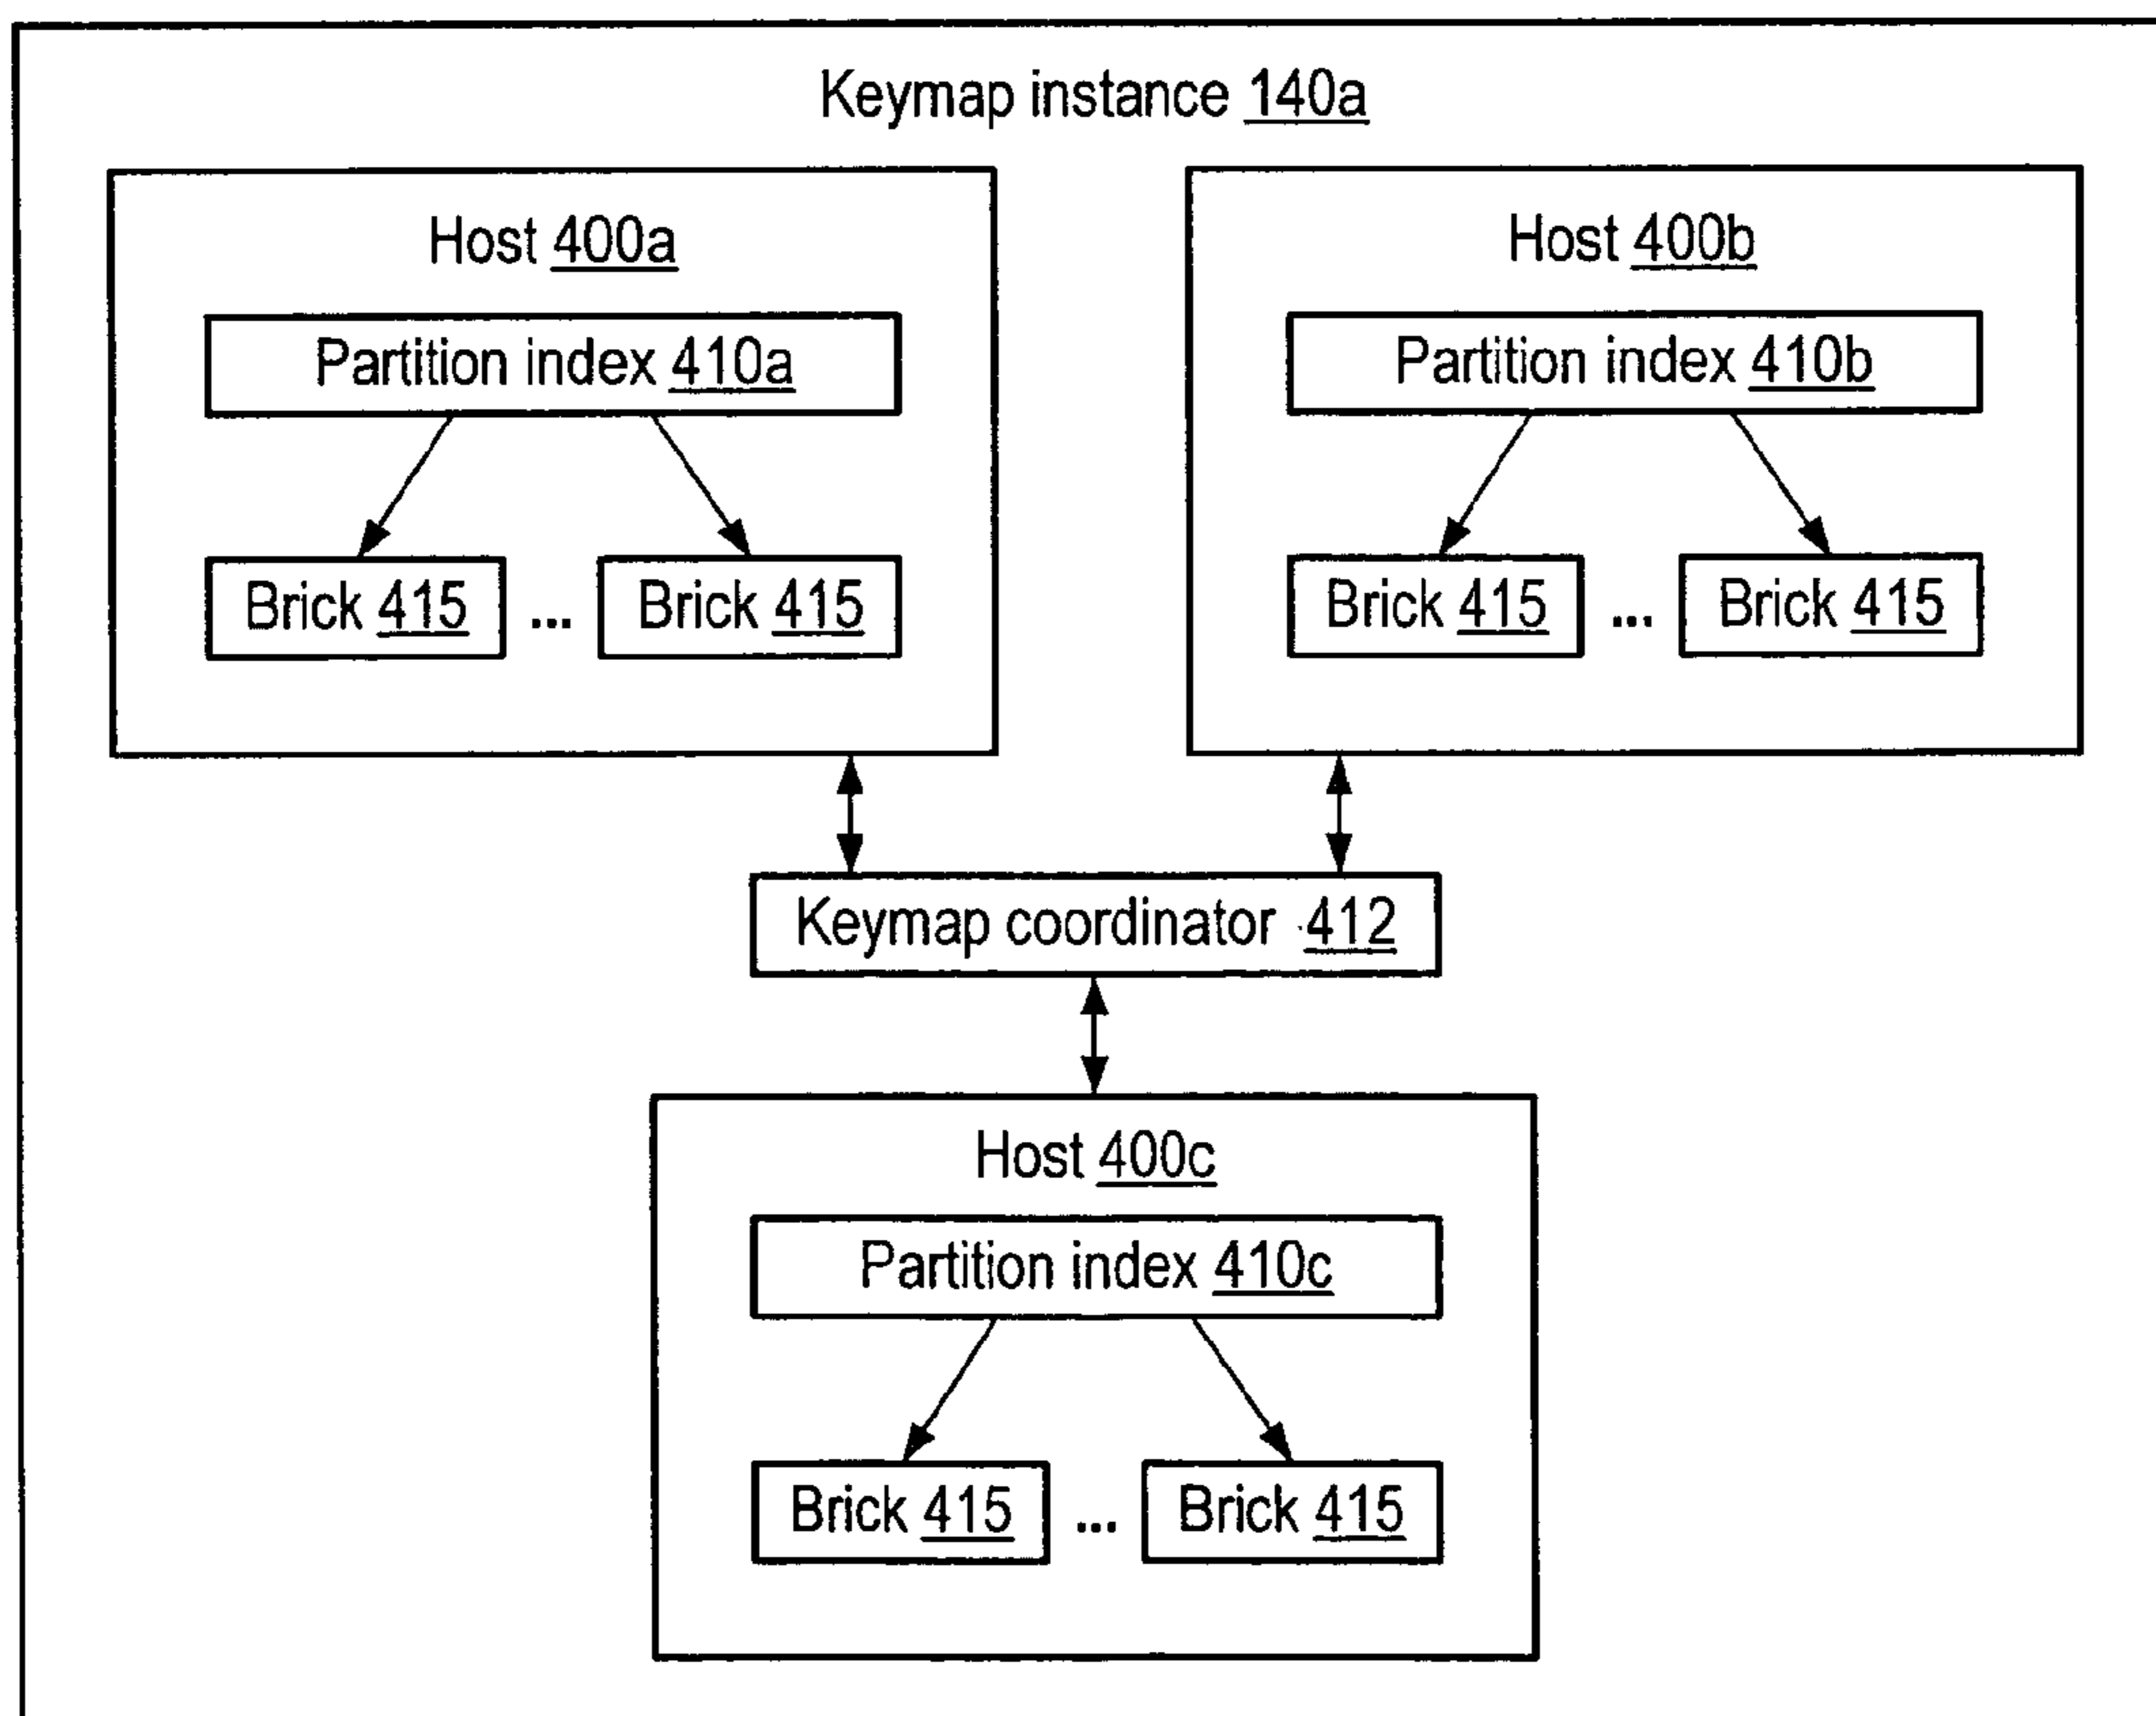 Keymap instance 140a
Host 400a
Partition index 410a
Brick 415 ... Brick 415
Host 400b
Partition index 410b
Brick 415 ... Brick 415
Keymap coordinator 412
Host 400c
Partition index 410c
Brick 415 ... Brick 415